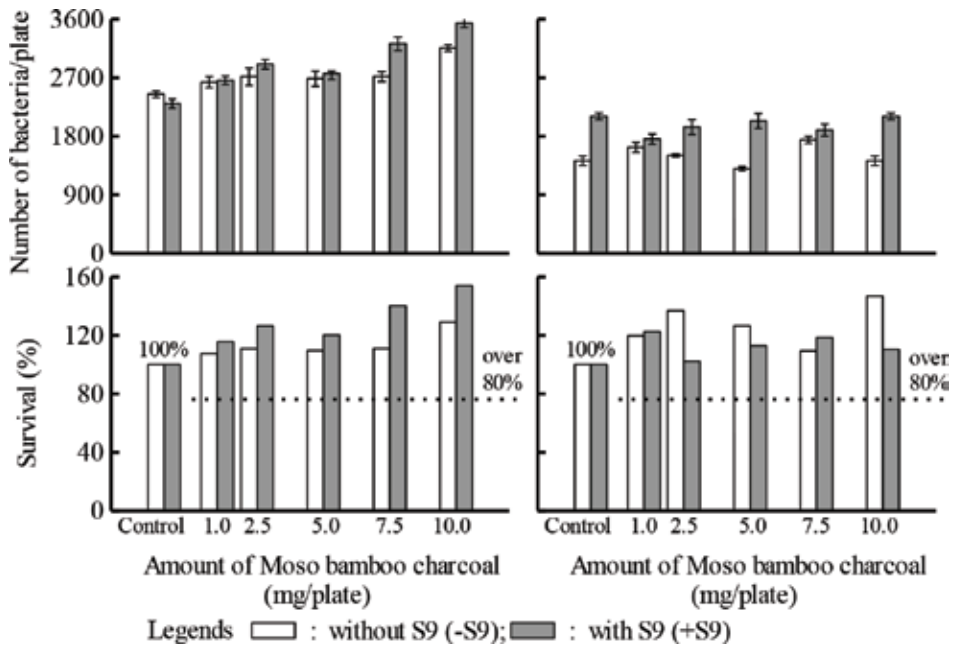 Number of bacteria/plate
3600
2700
1800
900
0
Survival (%)
160
120
80
40
0
100%
over
80%
100%
over
80%
Control 1.0 2.5 5.0 7.5 10.0
Control 1.0 2.5 5.0 7.5 10.0
Amount of Moso bamboo charcoal
(mg/plate)
Amount of Moso bamboo charcoal
(mg/plate)
Legends : without S9 (-S9); : with S9 (+S9)